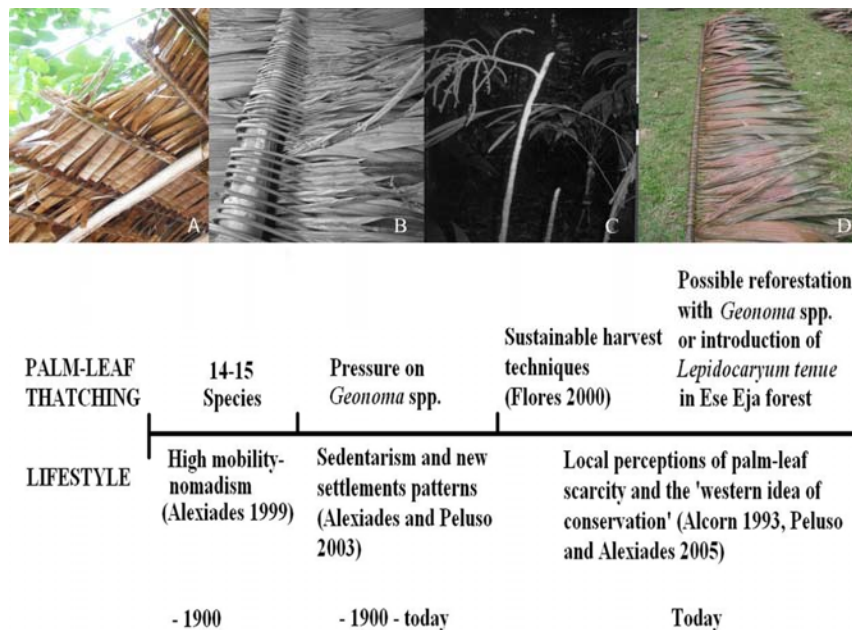 A
B
C
D
PALM-LEAF
THATCHING
14-15
Species
Pressure on
Geonoma spp.
Sustainable harvest
techniques
(Flores 2000)
Possible reforestation
with Geonoma spp.
or introduction of
Lepidocaryum tenue
in Ese Eja forest
LIFESTYLE
High mobility-
nomadism
(Alexiades 1999)
Sedentarism and new
settlements patterns
(Alexiades and Peluso
2003)
Local perceptions of palm-leaf
scarcity and the 'western idea of
conservation' (Alcorn 1993, Peluso
and Alexiades 2005)
- 1900
- 1900 - today
Today